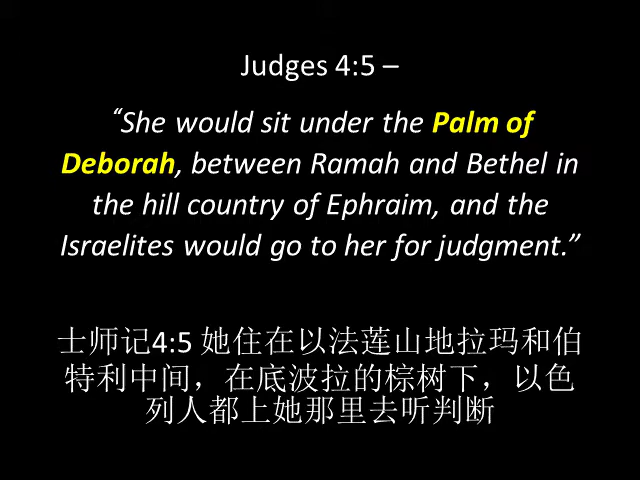 Judges 4:5 –
“She would sit under the Palm of
Deborah, between Ramah and Bethel in
the hill country of Ephraim, and the
Israelites would go to her for judgment.”
士师记4:5 她住在以法莲山地拉玛和伯
特利中间，在底波拉的棕树下，以色
列人都上她那里去听判断